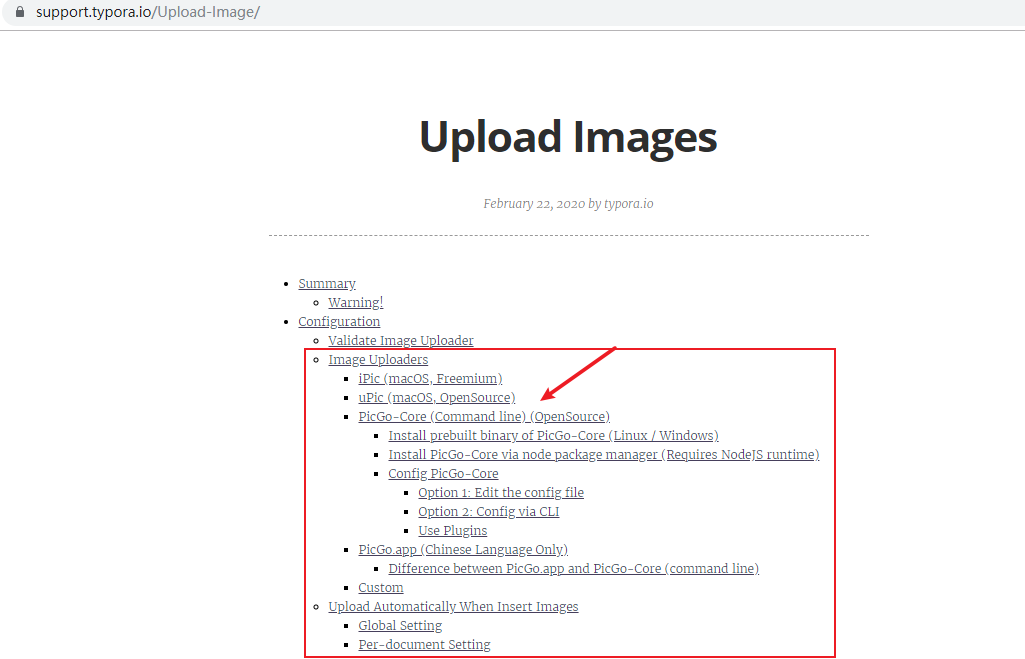 support.typora.io/Upload-Image/
Upload Images
February 22, 2020 by typora.io
Summary
Warning!
Configuration
Validate Image Uploader
Image Uploaders
iPic (macOS, Freemium)
uPic (macOS, OpenSource)
PicGo-Core (Command line) (OpenSource)
Install prebuilt binary of PicGo-Core (Linux / Windows)
Install PicGo-Core via node package manager (Requires NodeJS runtime)
Config PicGo-Core
Option 1: Edit the config file
Option 2: Config via CLI
Use Plugins
PicGo.app (Chinese Language Only)
Difference between PicGo.app and PicGo-Core (command line)
Custom
Upload Automatically When Insert Images
Global Setting
Per-document Setting